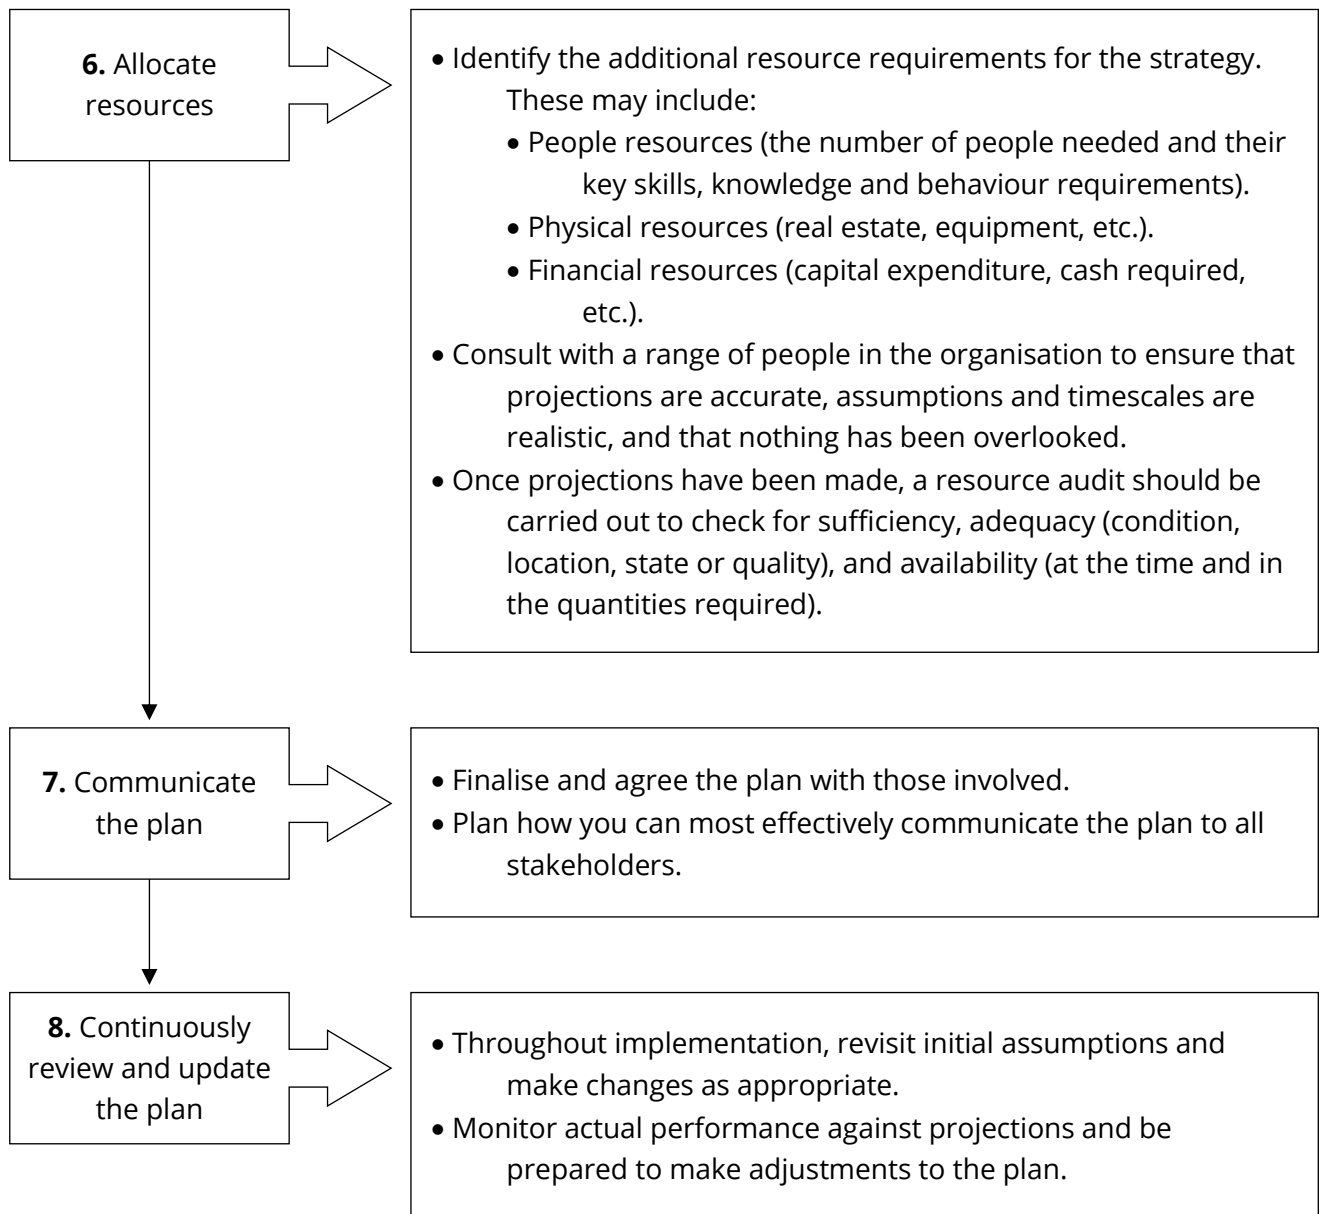 6. Allocate
resources
• Identify the additional resource requirements for the strategy.
These may include:
• People resources (the number of people needed and their
key skills, knowledge and behaviour requirements).
• Physical resources (real estate, equipment, etc.).
• Financial resources (capital expenditure, cash required,
etc.).
• Consult with a range of people in the organisation to ensure that
projections are accurate, assumptions and timescales are
realistic, and that nothing has been overlooked.
• Once projections have been made, a resource audit should be
carried out to check for sufficiency, adequacy (condition,
location, state or quality), and availability (at the time and in
the quantities required).
7. Communicate
the plan
• Finalise and agree the plan with those involved.
• Plan how you can most effectively communicate the plan to all
stakeholders.
8. Continuously
review and update
the plan
• Throughout implementation, revisit initial assumptions and
make changes as appropriate.
• Monitor actual performance against projections and be
prepared to make adjustments to the plan.